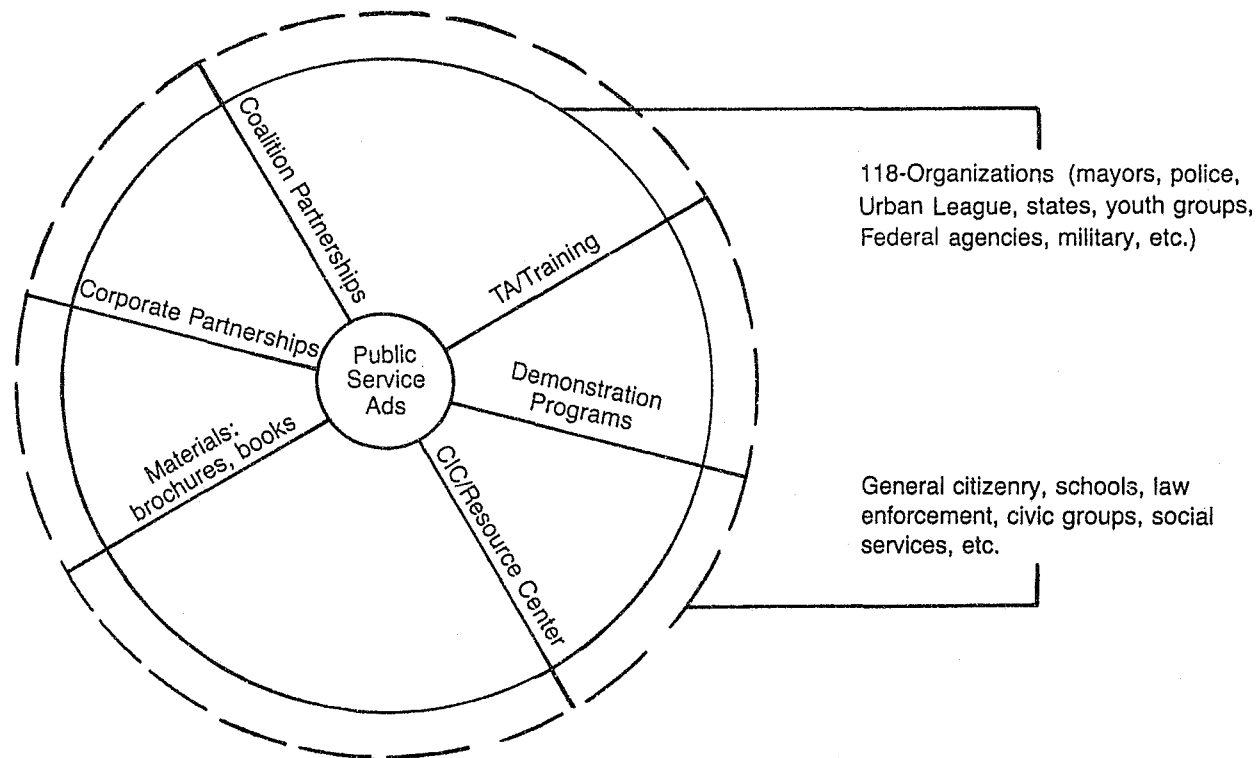 Coalition Partnerships
TA/Training
Corporate Partnerships
Public
Service
Ads
Demonstration
Programs
Materials:
brochures, books
CIC/Resource Center
118-Organizations (mayors, police,
Urban League, states, youth groups,
Federal agencies, military, etc.)
General citizenry, schools, law
enforcement, civic groups, social
services, etc.